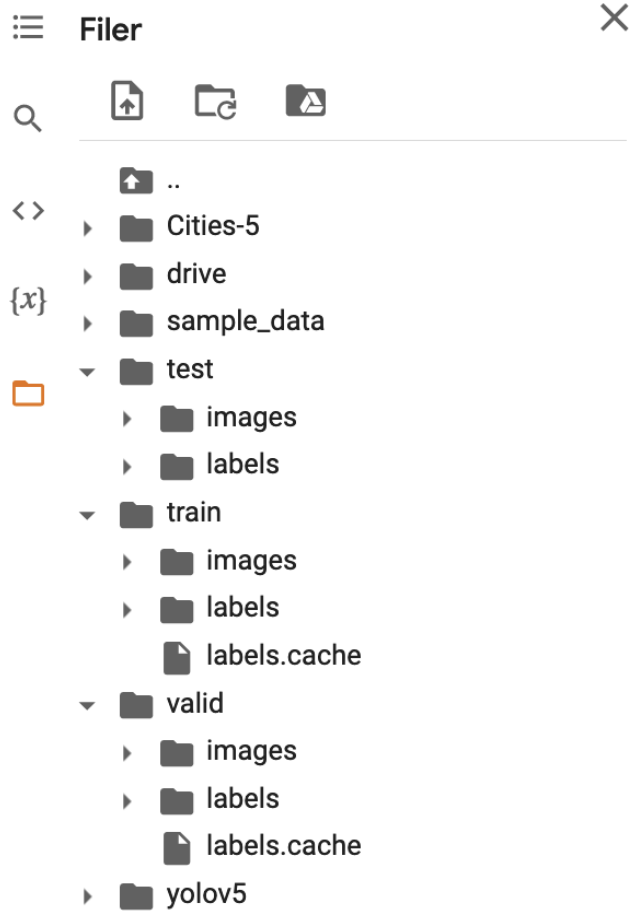 Filer
..
Cities-5
drive
{x}
sample_data
test
images
labels
train
images
labels
labels.cache
valid
images
labels
labels.cache
yolov5